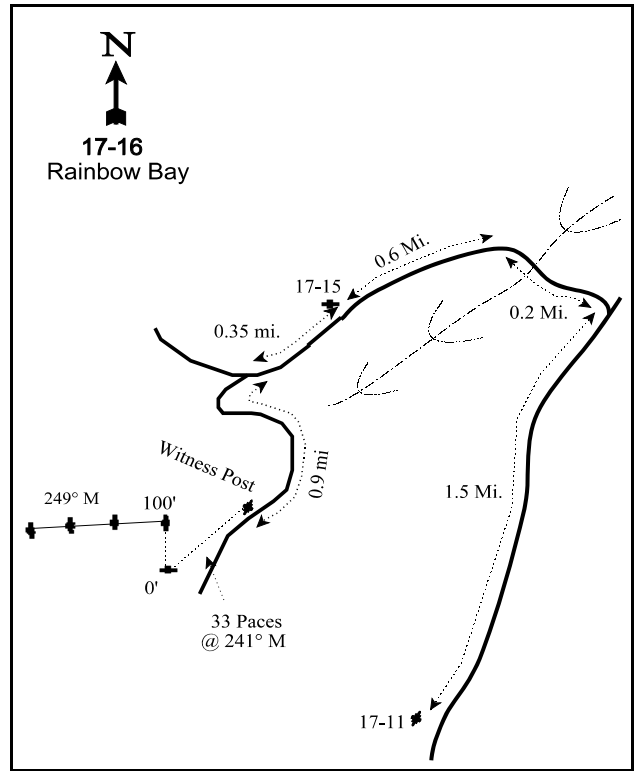 N
17-16
Rainbow Bay
0.6 Mi.
17-15
0.2 Mi.
0.35 mi.
Witness Post
0.9 mi
249° M
100'
1.5 Mi.
0'
33 Paces
@ 241° M
17-11